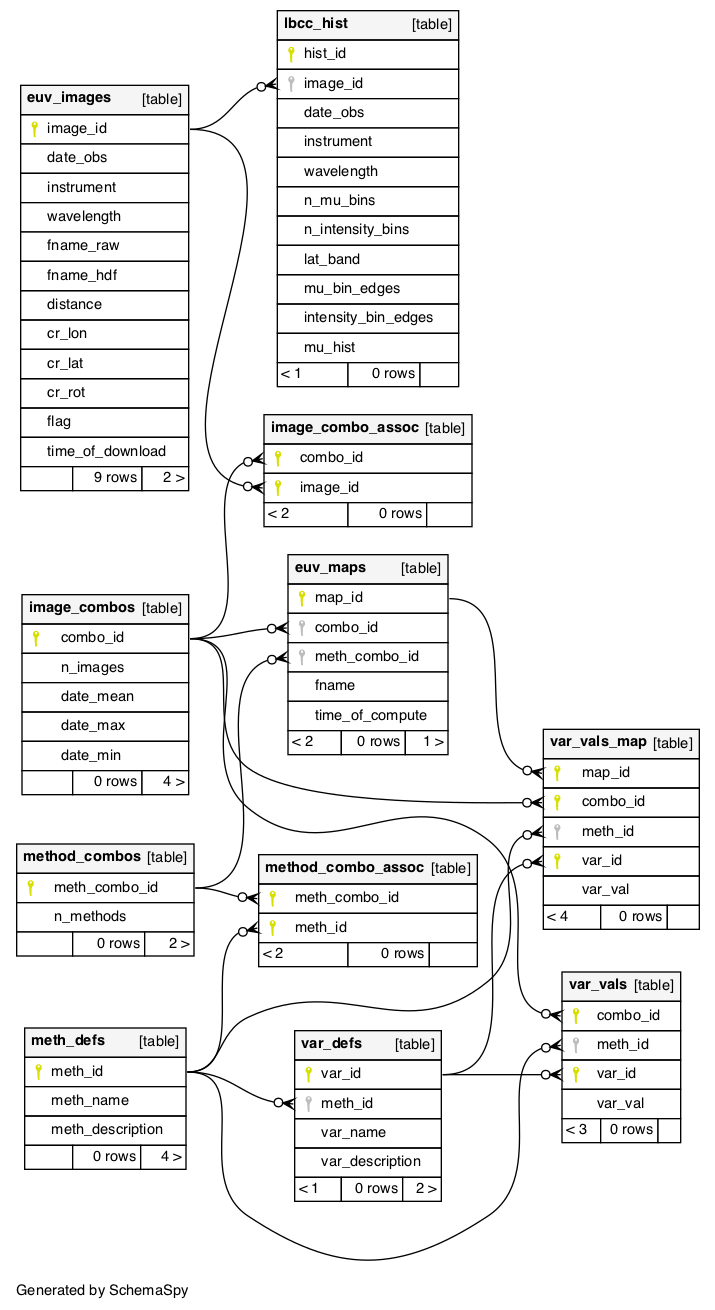 lbcc_hist [table]
hist_id
image_id
date_obs
instrument
wavelength
n_mu_bins
n_intensity_bins
lat_band
mu_bin_edges
intensity_bin_edges
mu_hist
< 1 0 rows
euv_images [table]
image_id
date_obs
instrument
wavelength
fname_raw
fname_hdf
distance
cr_lon
cr_lat
cr_rot
flag
time_of_download
9 rows 2 >
image_combo_assoc [table]
combo_id
image_id
< 2 0 rows
euv_maps [table]
map_id
combo_id
meth_combo_id
fname
time_of_compute
< 2 0 rows 1 >
image_combos [table]
combo_id
n_images
date_mean
date_max
date_min
0 rows 4 >
var_vals_map [table]
map_id
combo_id
meth_id
var_id
var_val
< 4 0 rows
method_combos [table]
meth_combo_id
n_methods
0 rows 2 >
method_combo_assoc [table]
meth_combo_id
meth_id
< 2 0 rows
var_vals [table]
combo_id
meth_id
var_id
var_val
< 3 0 rows
meth_defs [table]
meth_id
meth_name
meth_description
0 rows 4 >
var_defs [table]
var_id
meth_id
var_name
var_description
< 1 0 rows 2 >
Generated by SchemaSpy